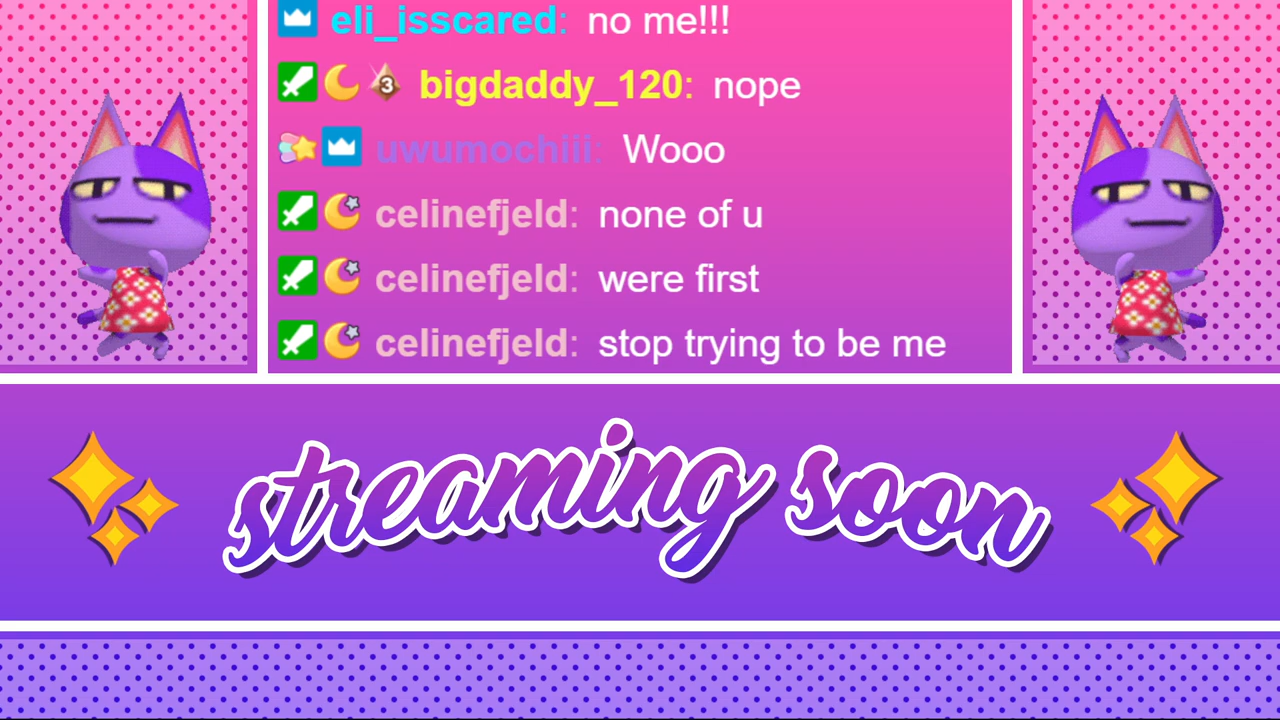 eli_isscared: no me!!!
3 bigdaddy_120: nope
uwumochiii: Wooo
celinefjeld: none of u
celinefjeld: were first
celinefjeld: stop trying to be me
streaming soon